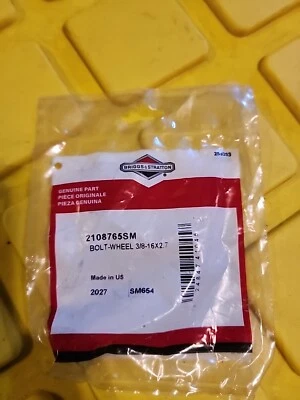 BRIGGS & STRATTON
GENUINE PART
PIÈCE ORIGINALE
PIEZA GENUINA
2108765SM
BOLT-WHEEL 3/8-16X2.7
Made in US
2027 SM654